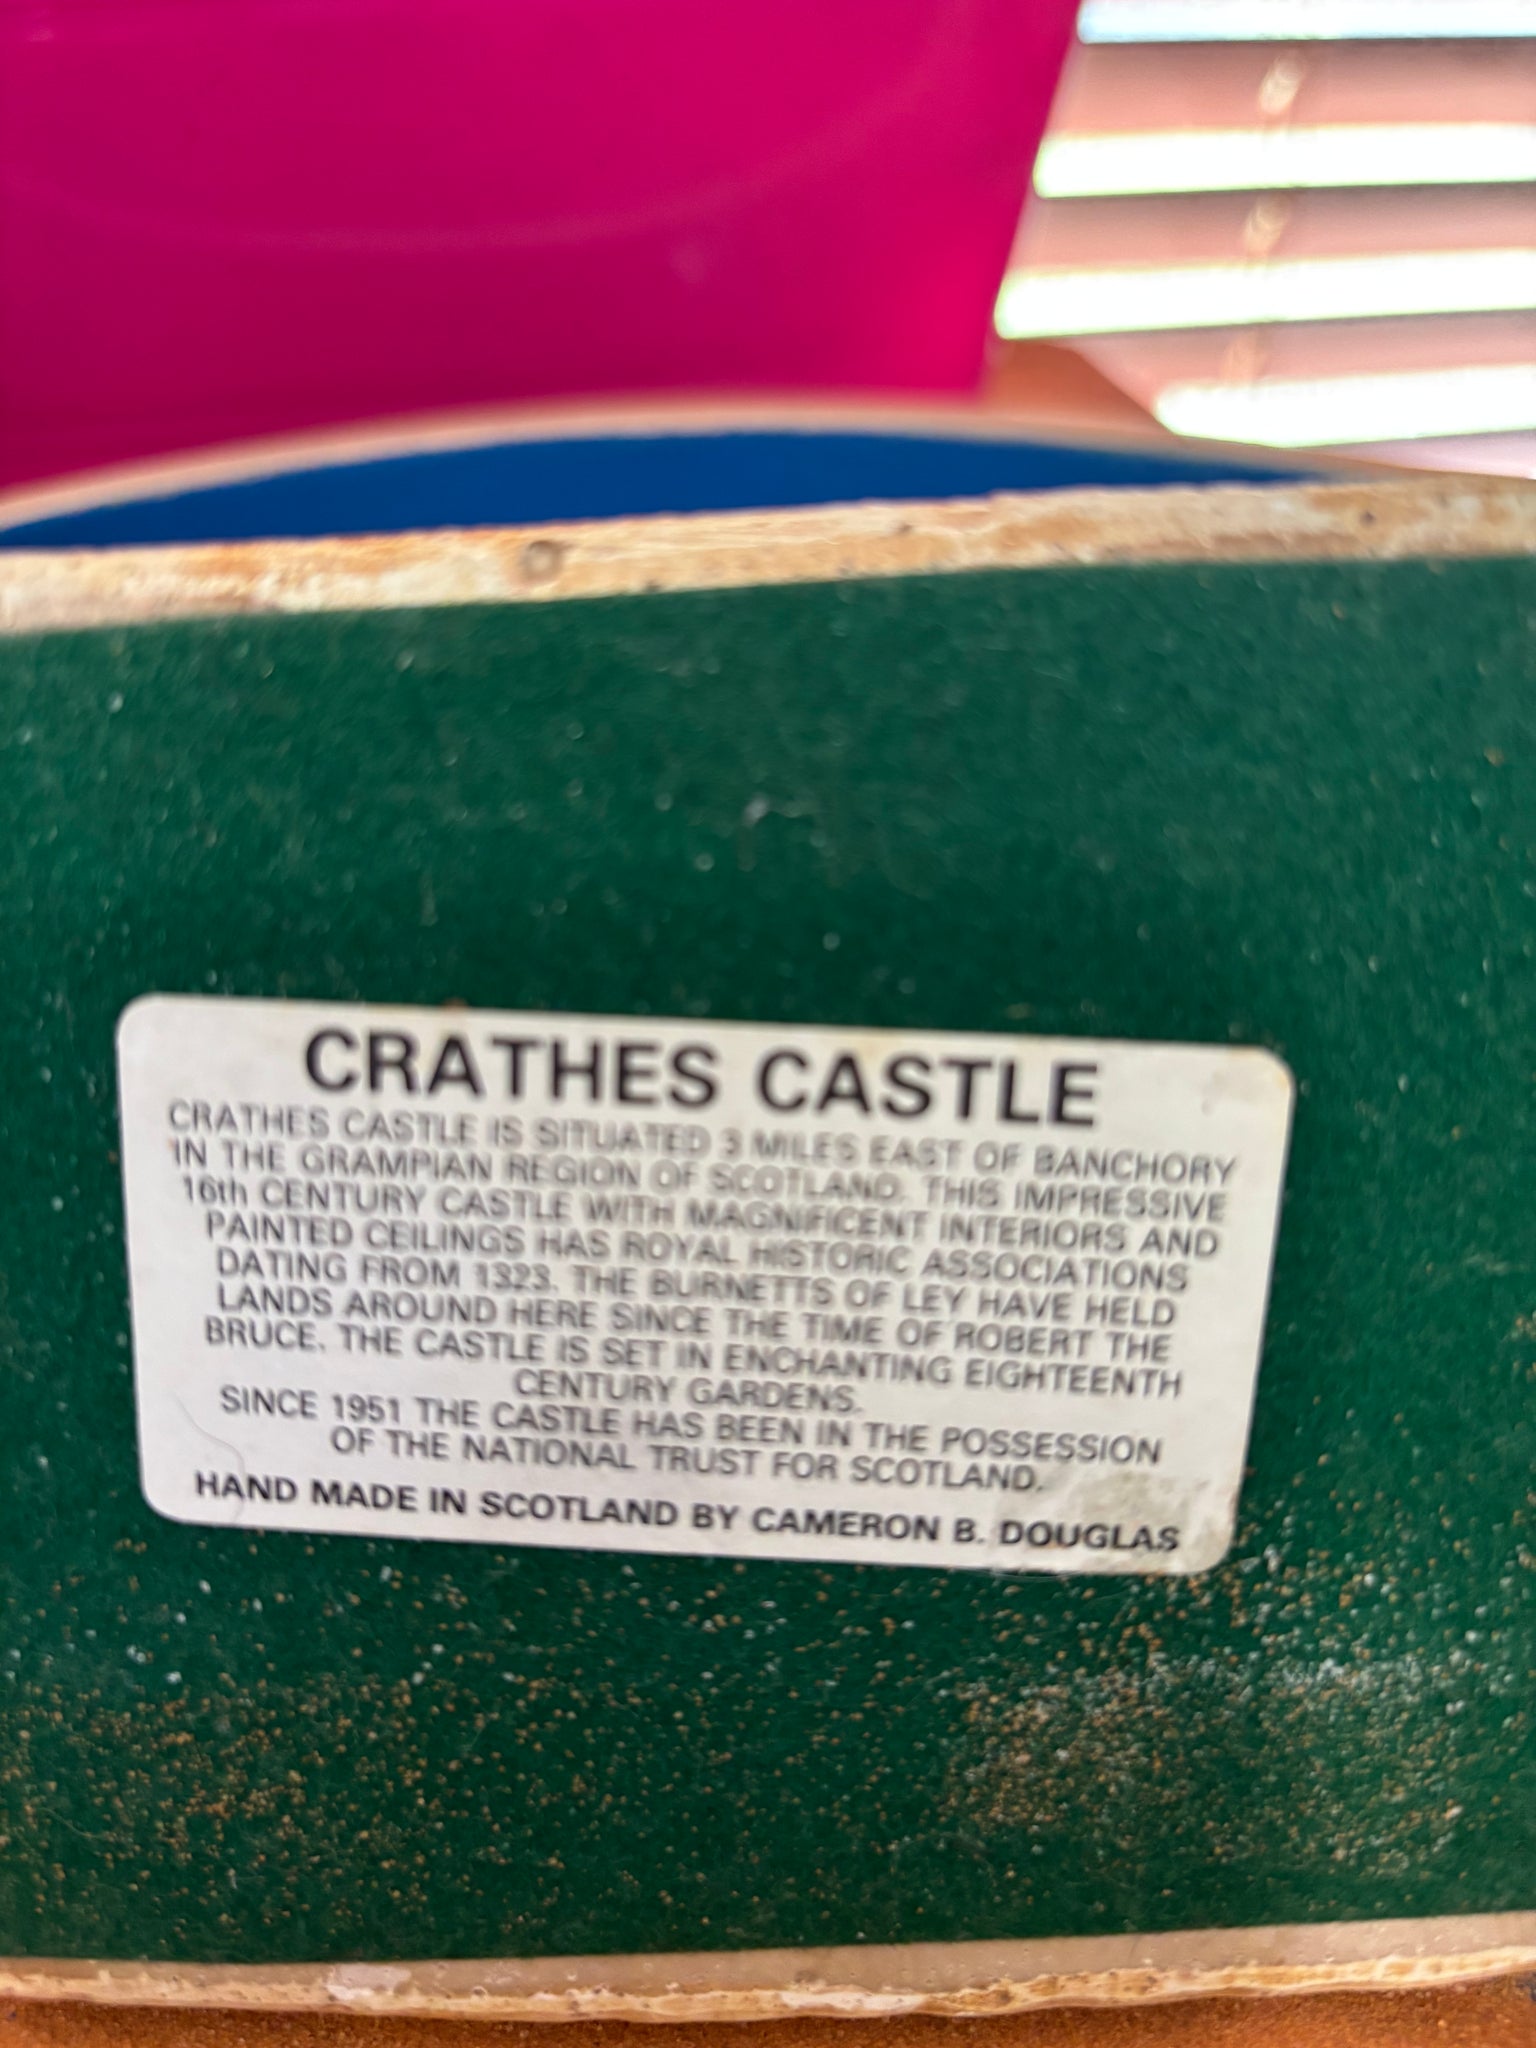 CRATHES CASTLE
CRATHES CASTLE IS SITUATED 3 MILES EAST OF BANCHORY
IN THE GRAMPIAN REGION OF SCOTLAND. THIS IMPRESSIVE
16th CENTURY CASTLE WITH MAGNIFICENT INTERIORS AND
PAINTED CEILINGS HAS ROYAL HISTORIC ASSOCIATIONS
DATING FROM 1323. THE BURNETTS OF LEY HAVE HELD
LANDS AROUND HERE SINCE THE TIME OF ROBERT THE
BRUCE. THE CASTLE IS SET IN ENCHANTING EIGHTEENTH
CENTURY GARDENS.
SINCE 1951 THE CASTLE HAS BEEN IN THE POSSESSION
OF THE NATIONAL TRUST FOR SCOTLAND.
HAND MADE IN SCOTLAND BY CAMERON B. DOUGLAS